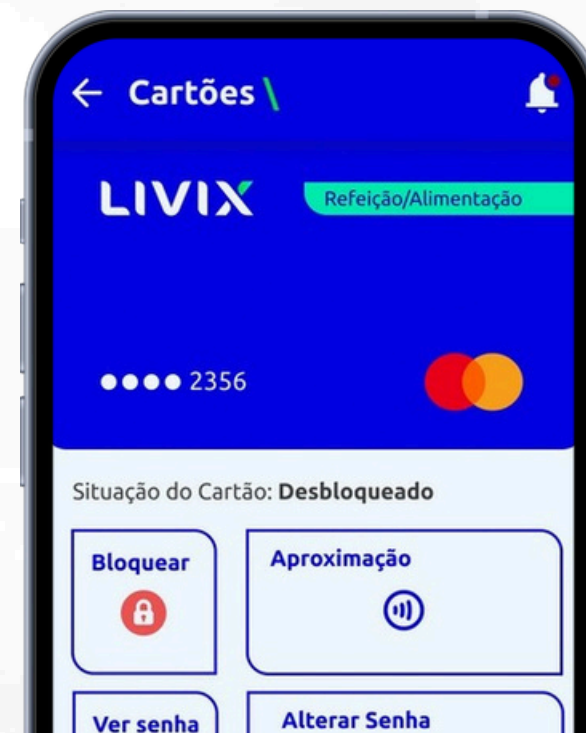 Cartões \
LIVIX
Refeição/Alimentação
●●●● 2356
Situação do Cartão: Desbloqueado
Bloquear
Aproximação
Ver senha
Alterar Senha